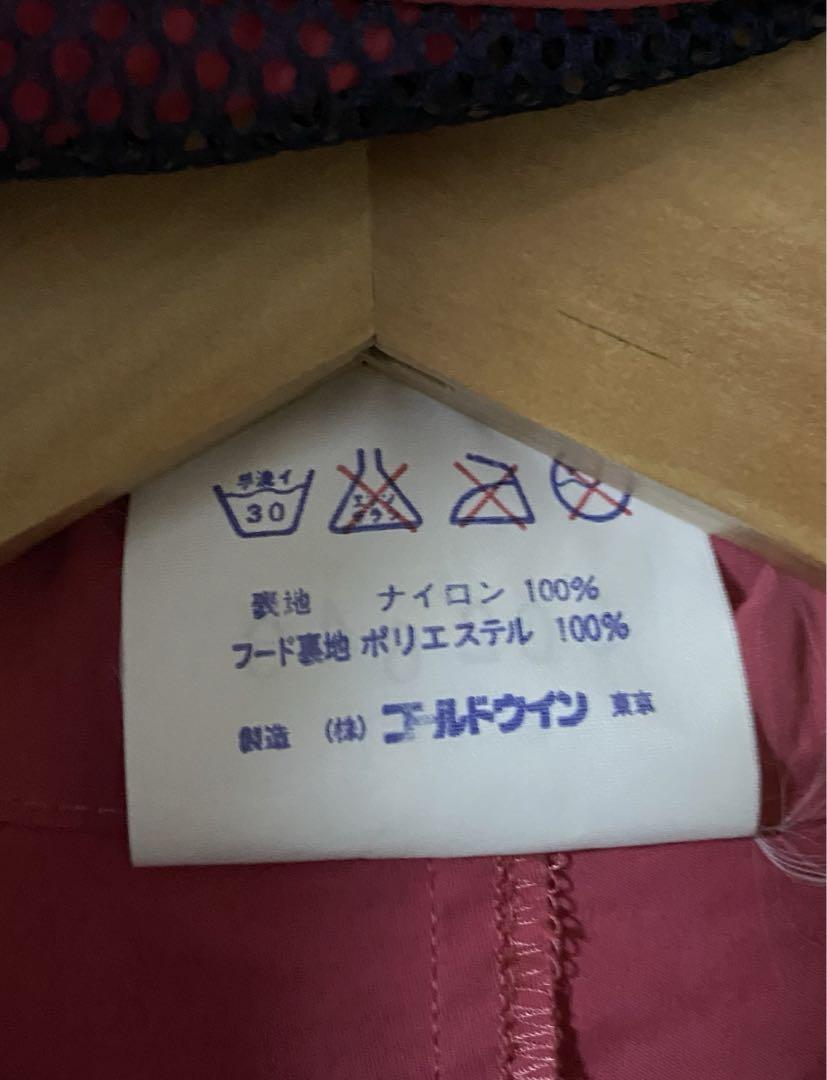 手洗イ
30
エンソ
サラシ
表地 ナイロン 100%
フード裏地 ポリエステル 100%
製造 (株) ゴールドウイン 東京